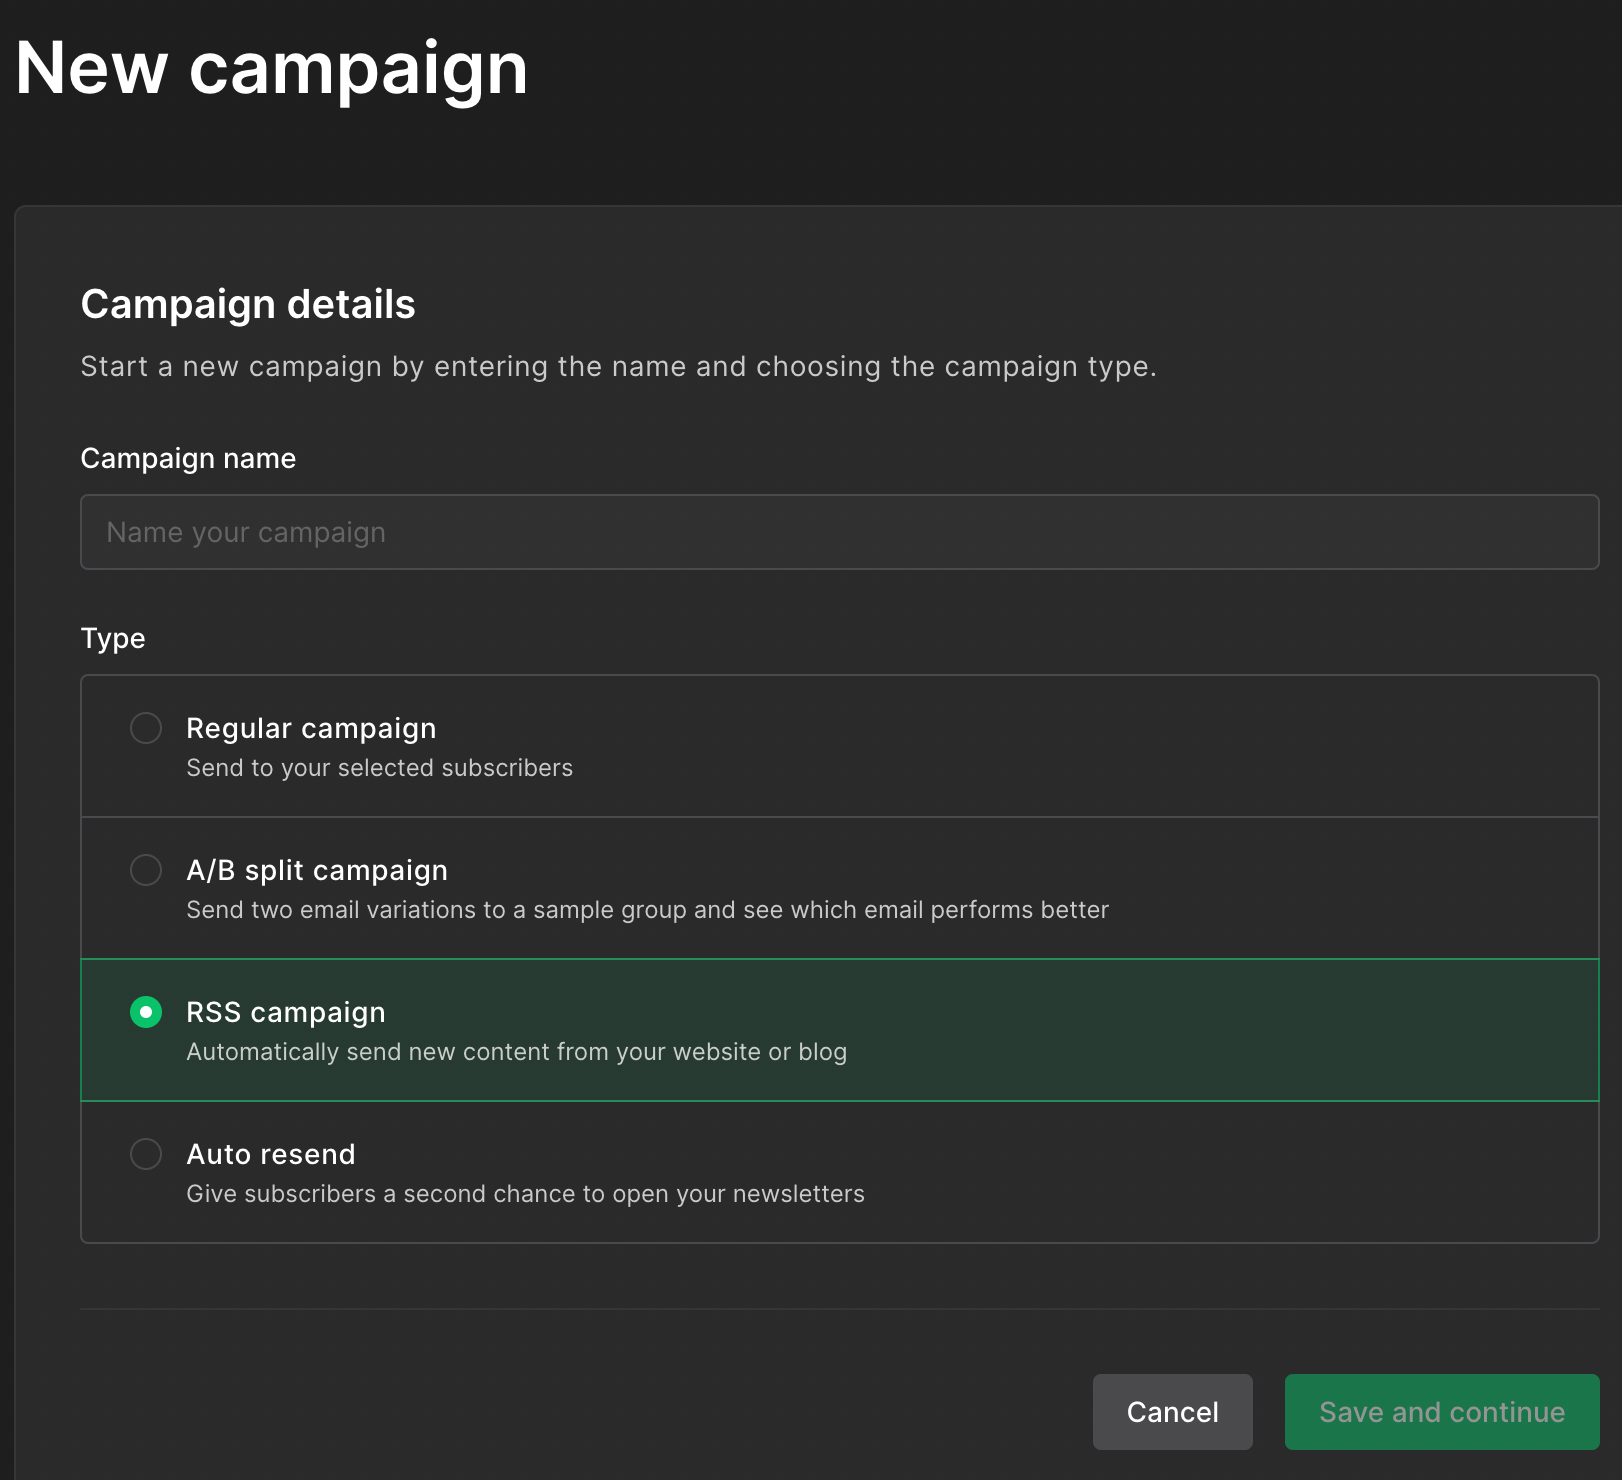 New campaign
Campaign details
Start a new campaign by entering the name and choosing the campaign type.
Campaign name
Name your campaign
Type
Regular campaign
Send to your selected subscribers
A/B split campaign
Send two email variations to a sample group and see which email performs better
RSS campaign
Automatically send new content from your website or blog
Auto resend
Give subscribers a second chance to open your newsletters
Cancel
Save and continue